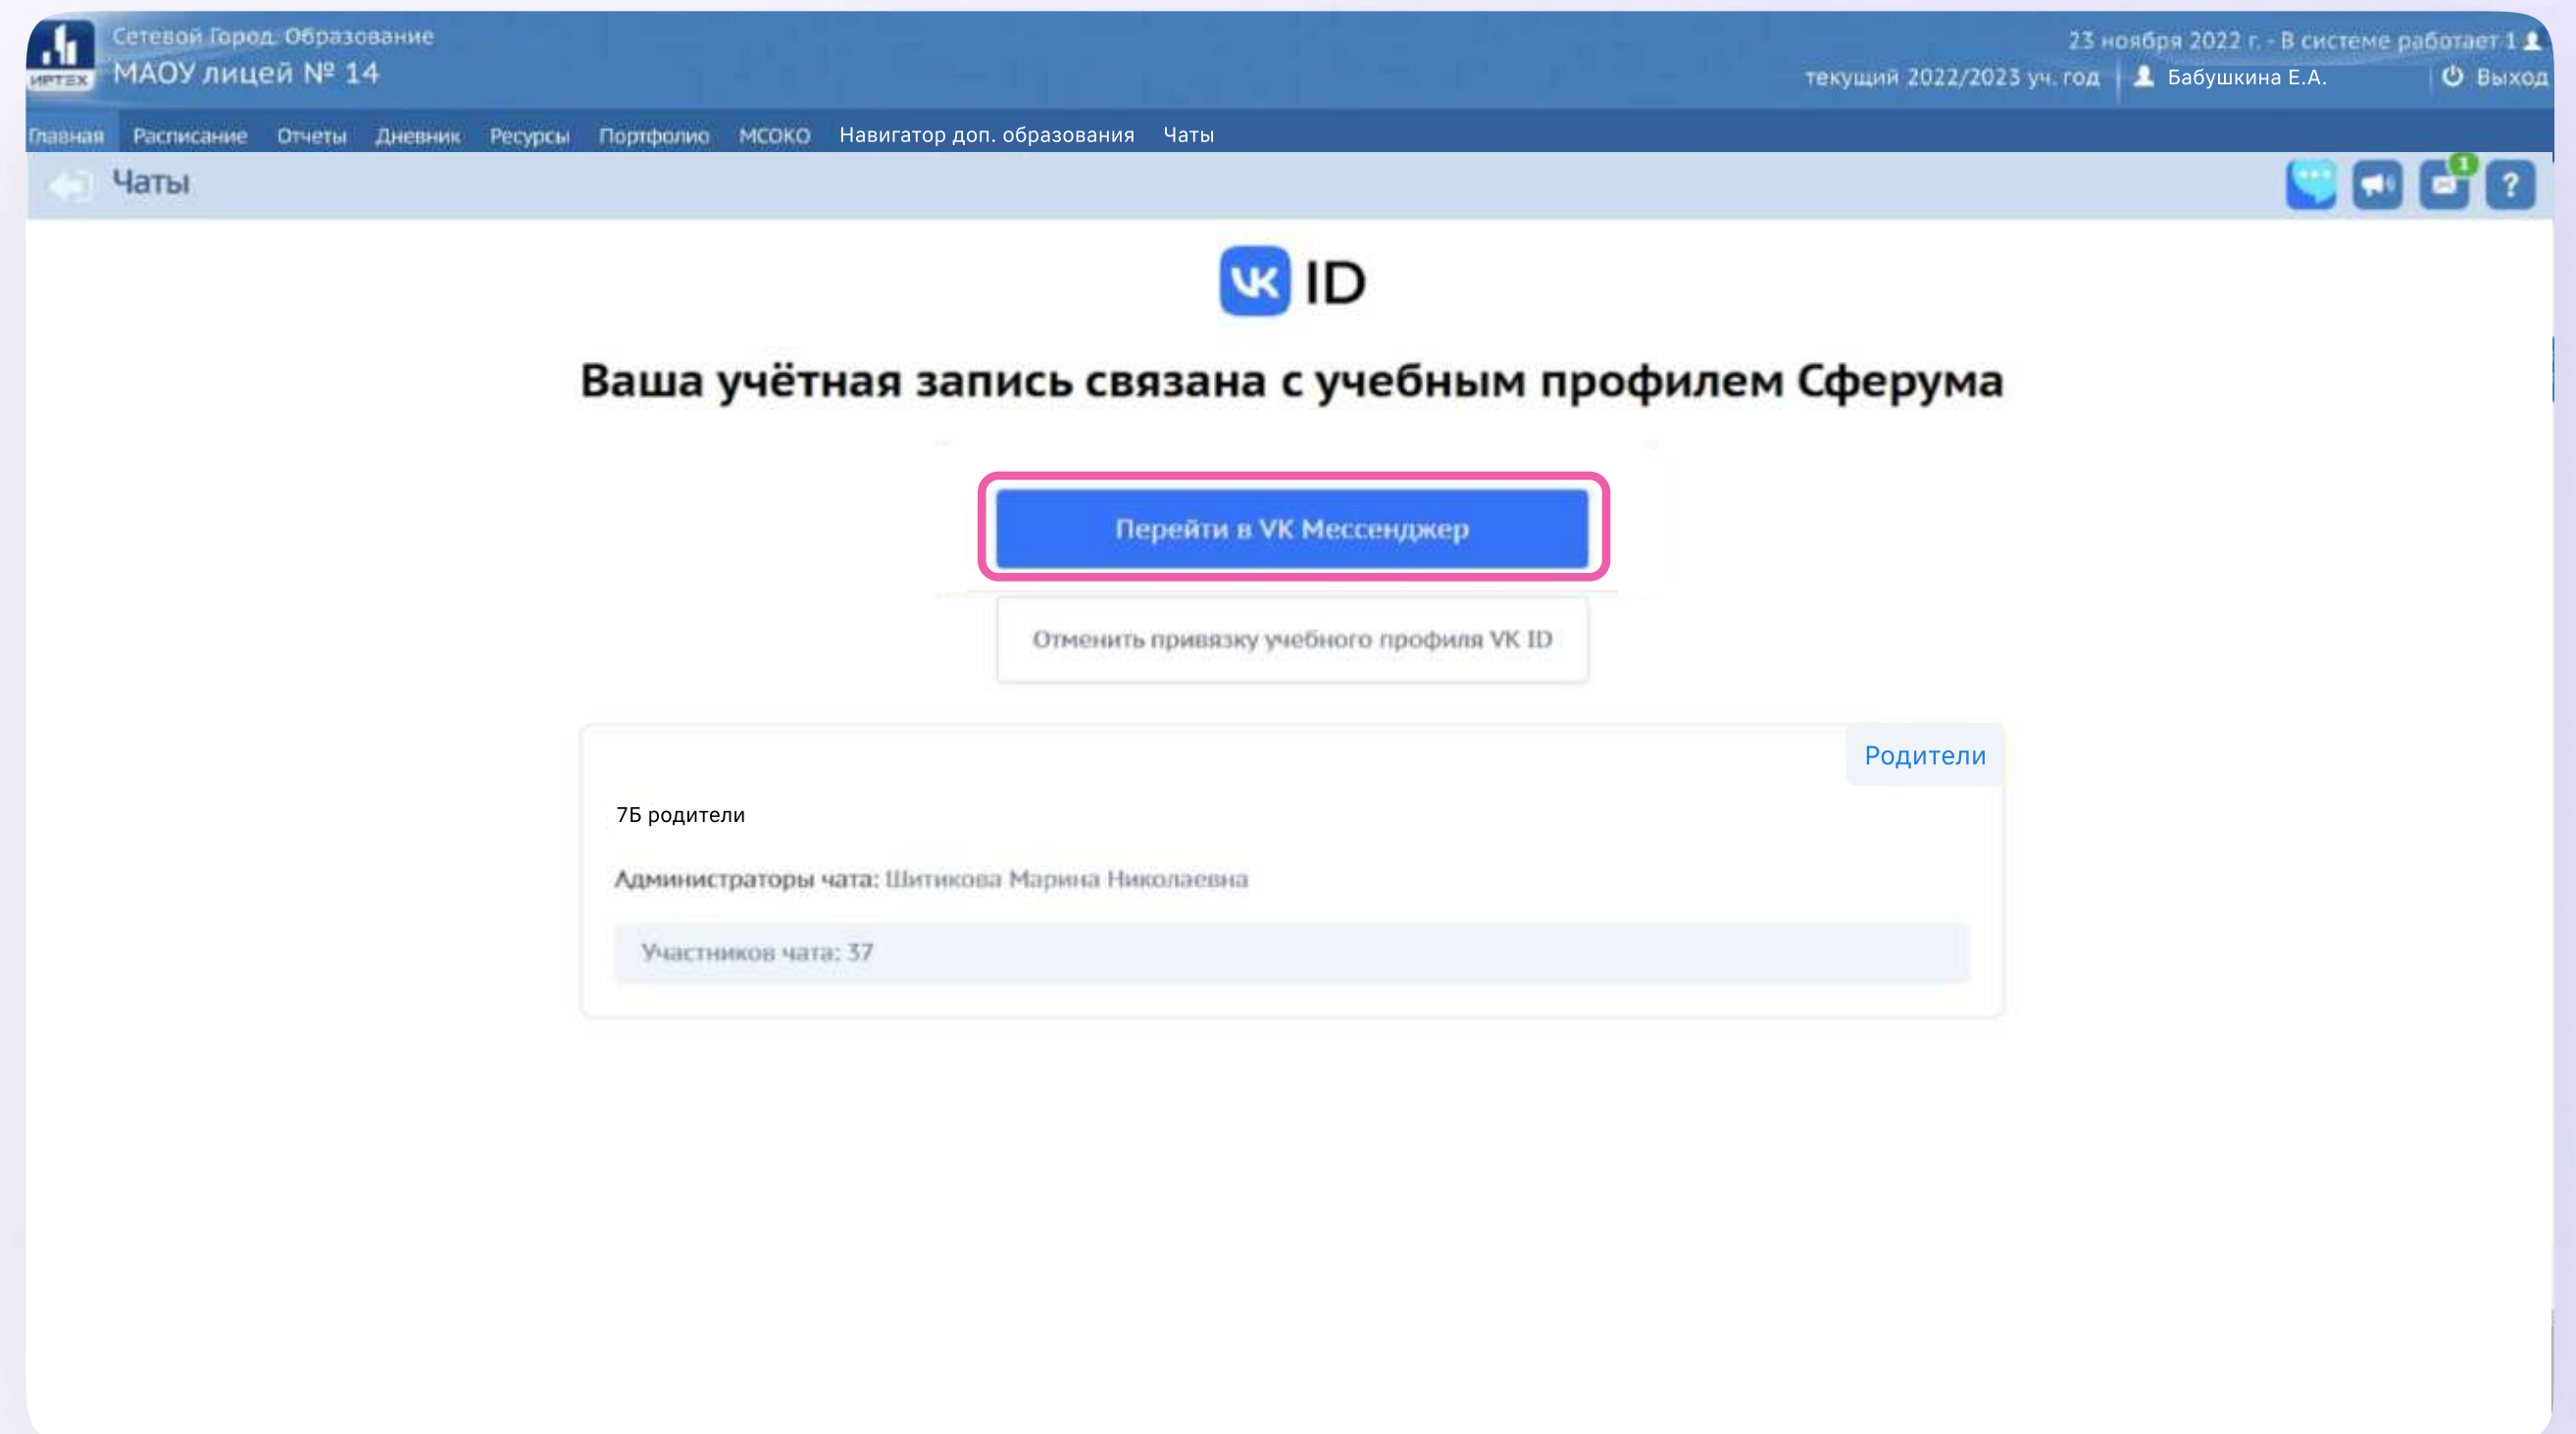 Сетевой Город. Образование
МАОУ лицей № 14
ИРТЕХ
23 ноября 2022 г. - В системе работает 1
текущий 2022/2023 уч. год Бабушкина Е.А. Выход
Главная Расписание Отчеты Дневник Ресурсы Портфолио МСОКО Навигатор доп. образования Чаты
Чаты
1
?
VK ID
Ваша учётная запись связана с учебным профилем Сферума
Перейти в VK Мессенджер
Отменить привязку учебного профиля VK ID
Родители
7Б родители
Администраторы чата: Шитикова Марина Николаевна
Участников чата: 37